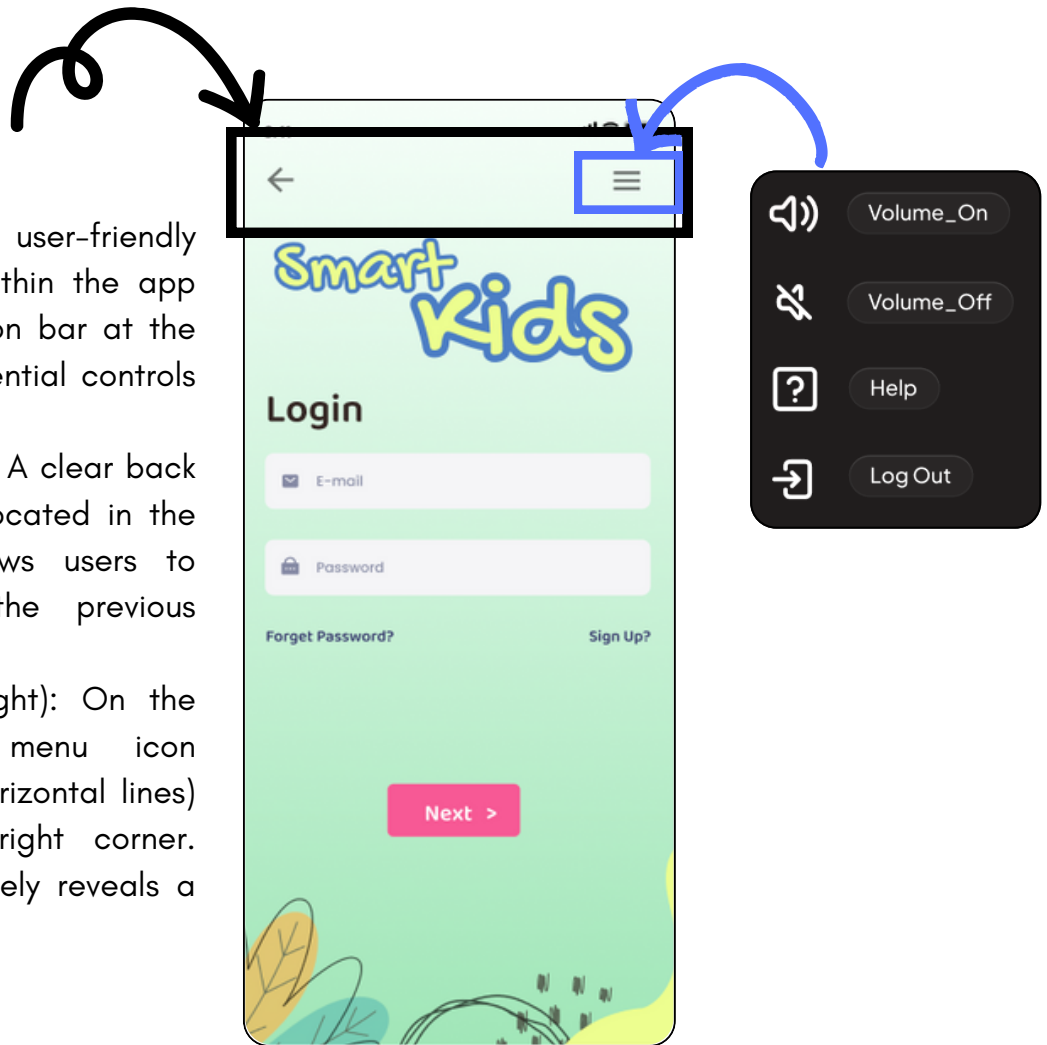 user-friendly
thin the app
on bar at the
ential controls
A clear back
ocated in the
ws users to
the previous
ght): On the
menu icon
rizontal lines)
right corner.
ely reveals a
Smart
Kids
Login
E-mail
Password
Forget Password? Sign Up?
Next >
Volume_On
Volume_Off
Help
Log Out